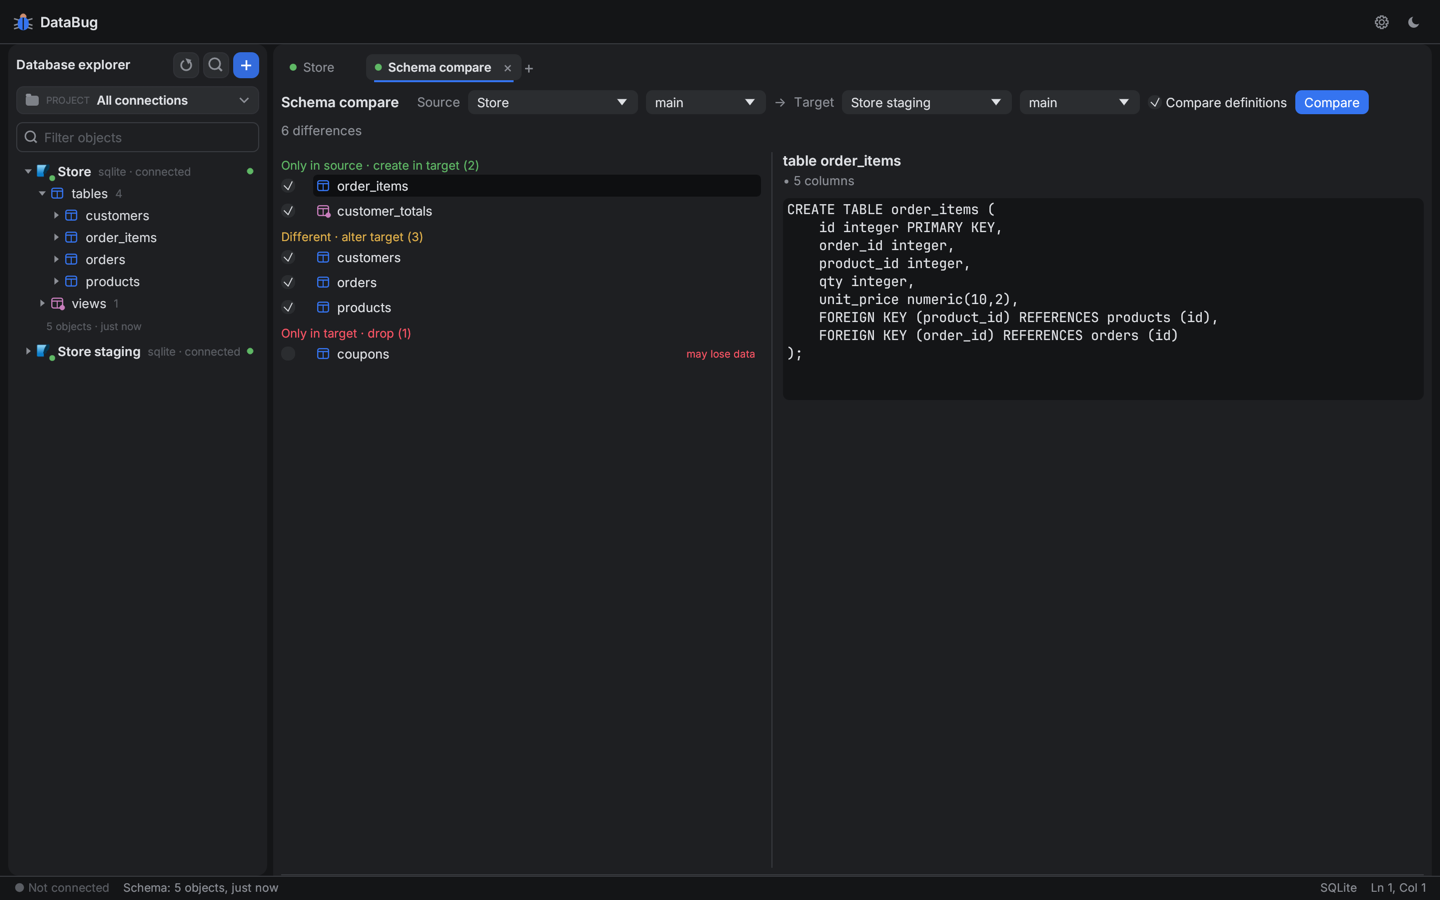 DataBug
Database explorer
PROJECT All connections
Filter objects
Store sqlite · connected
tables 4
customers
order_items
orders
products
views 1
5 objects · just now
Store staging sqlite · connected
Store
Schema compare × +
Schema compare Source Store main → Target Store staging main Compare definitions Compare
6 differences
Only in source · create in target (2)
order_items
customer_totals
Different · alter target (3)
customers
orders
products
Only in target · drop (1)
coupons may lose data
table order_items
• 5 columns
CREATE TABLE order_items (
    id integer PRIMARY KEY,
    order_id integer,
    product_id integer,
    qty integer,
    unit_price numeric(10,2),
    FOREIGN KEY (product_id) REFERENCES products (id),
    FOREIGN KEY (order_id) REFERENCES orders (id)
);
Not connected Schema: 5 objects, just now
SQLite Ln 1, Col 1